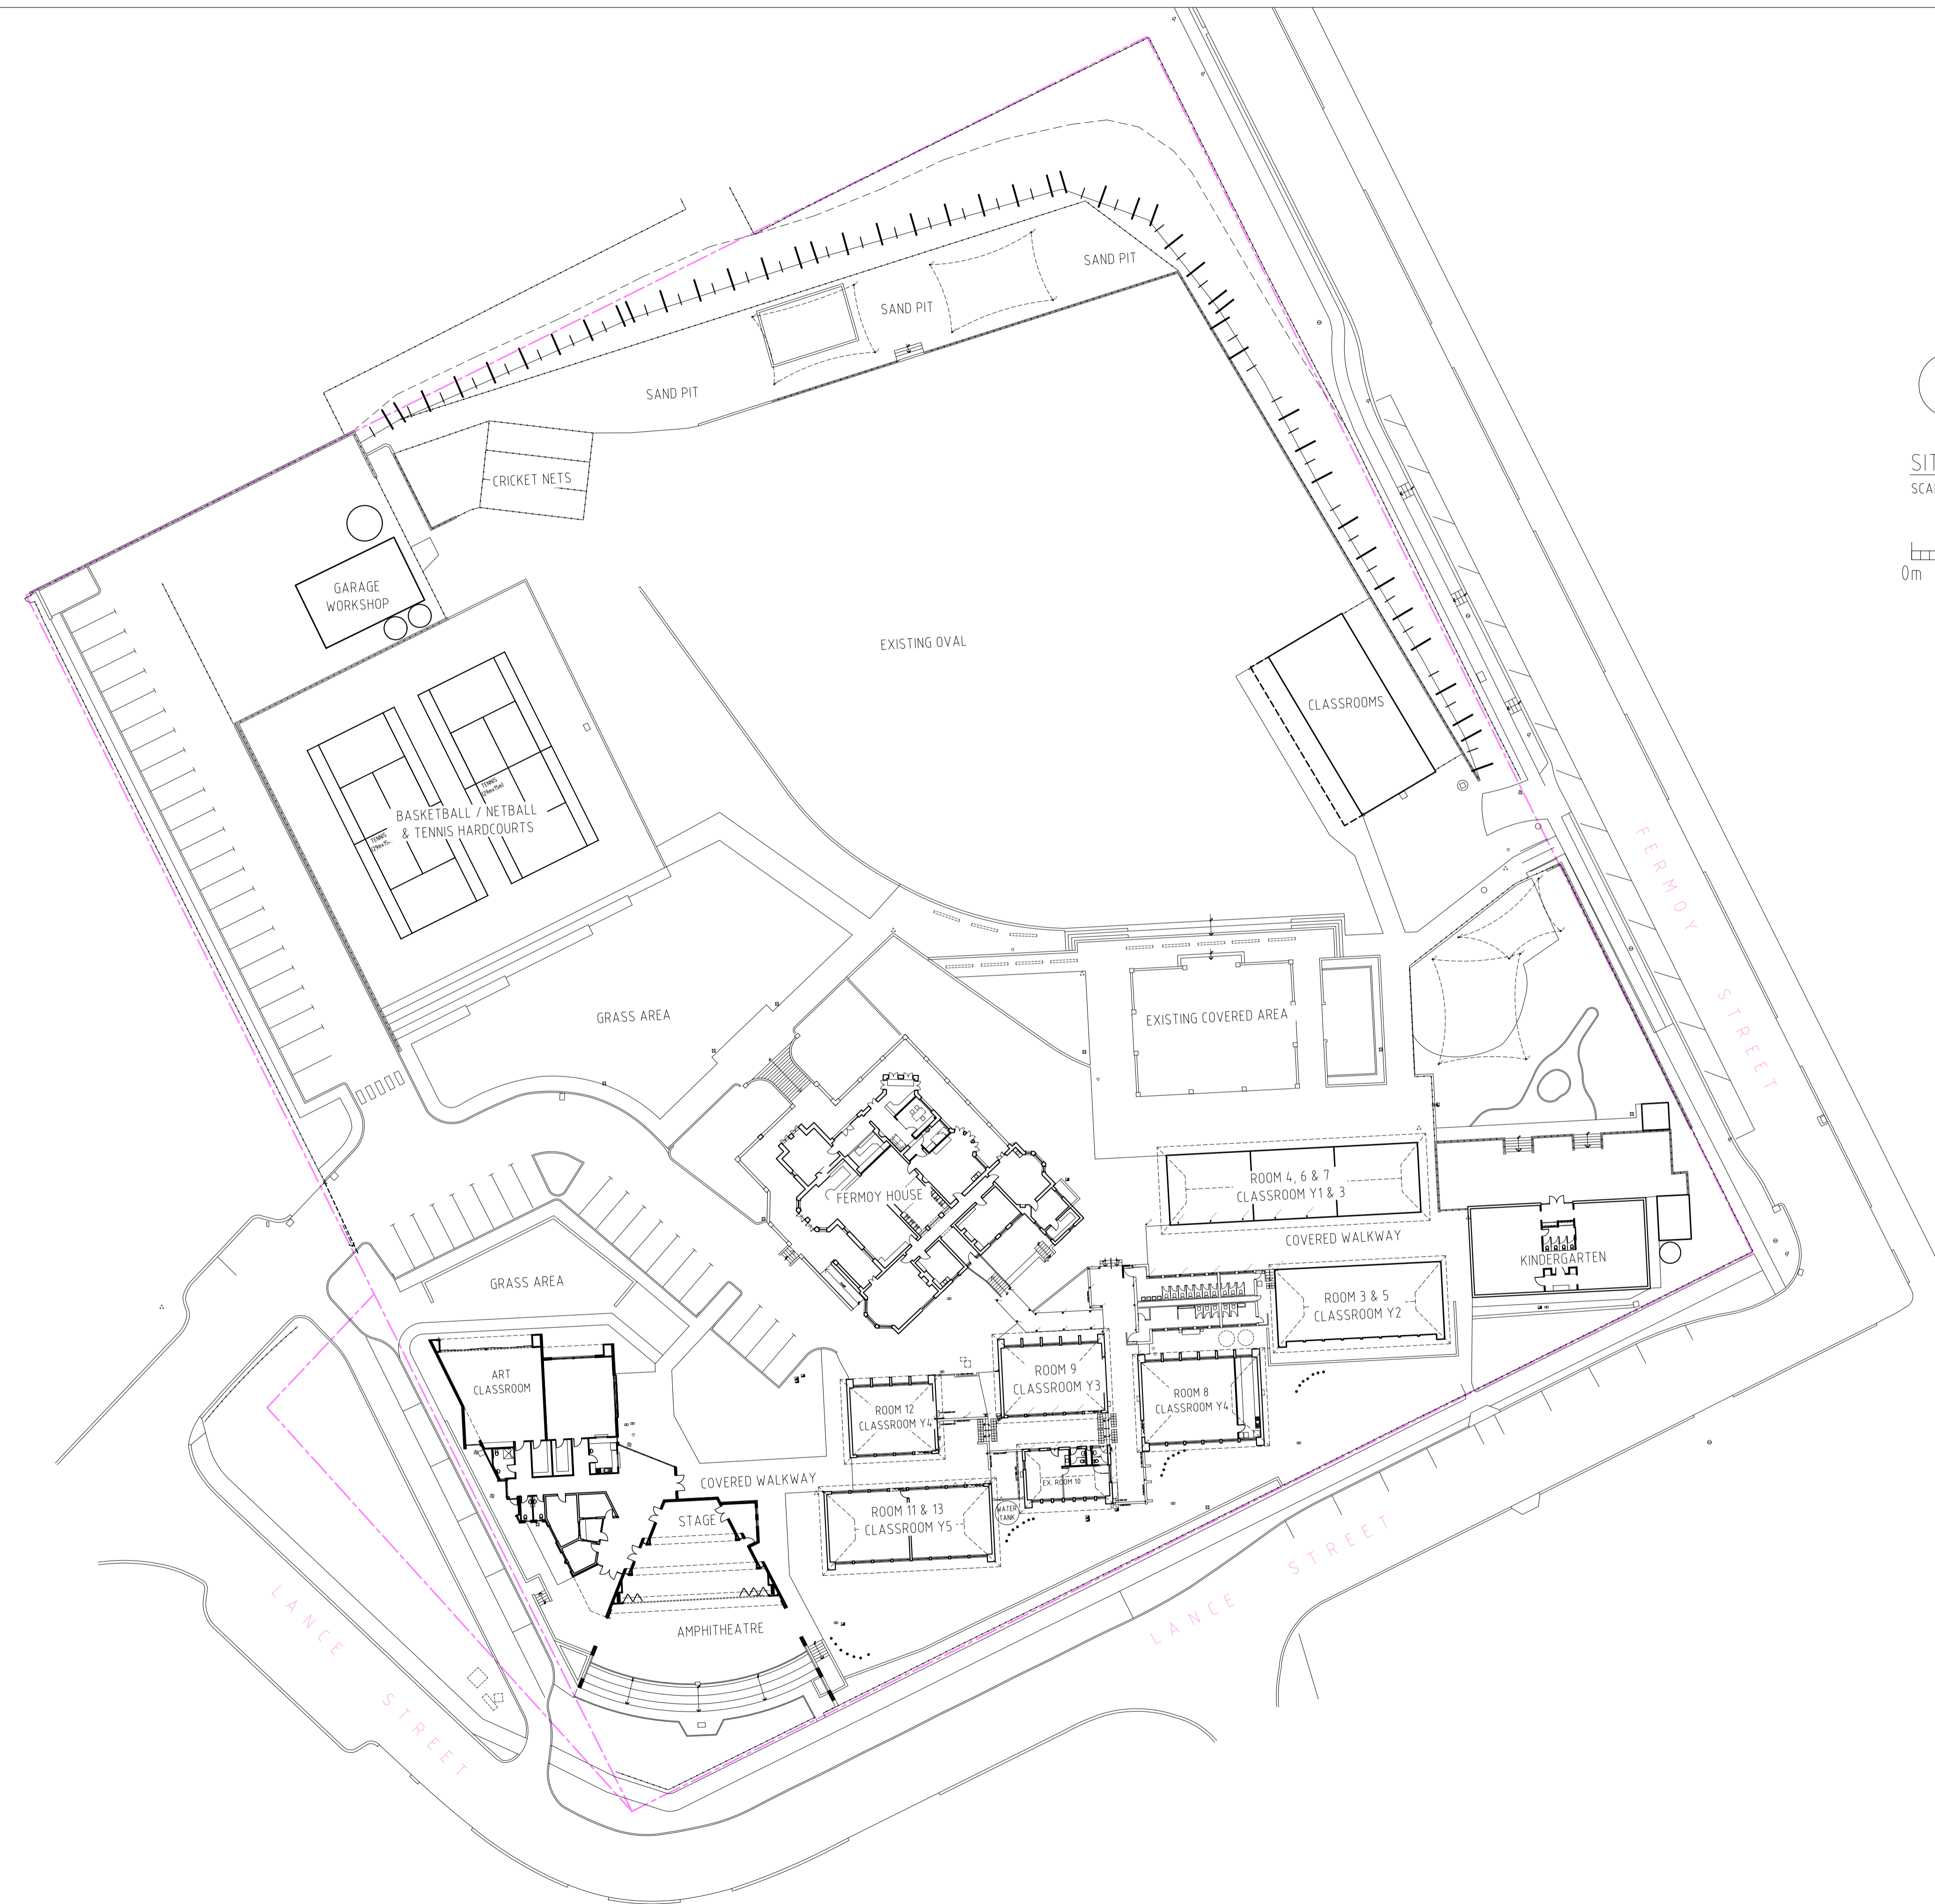 SAND PIT
SAND PIT
SAND PIT
CRICKET NETS
GARAGE
WORKSHOP
0m
EXISTING OVAL
CLASSROOMS
TENNIS
(29mx15m)
BASKETBALL / NETBALL
& TENNIS HARDCOURTS
TENNIS
FERMOY STREET
GRASS AREA
EXISTING COVERED AREA
FERMOY HOUSE
ROOM 4, 6 & 7
CLASSROOM Y1 & 3
COVERED WALKWAY
KINDERGARTEN
GRASS AREA
ROOM 3 & 5
CLASSROOM Y2
ART
CLASSROOM
ROOM 9
CLASSROOM Y3
ROOM 8
CLASSROOM Y4
ROOM 12
CLASSROOM Y4
COVERED WALKWAY
EX. ROOM 10
WATER
TANK
ROOM 11 & 13
CLASSROOM Y5
STAGE
AMPHITHEATRE
LANCE STREET
LANCE STREET